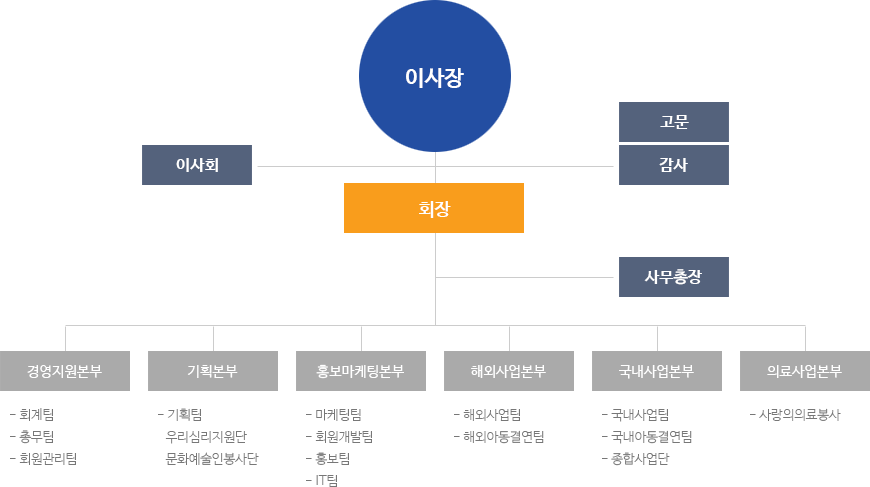 이사장
고문
이사회
감사
회장
사무총장
경영지원본부
기획본부
홍보마케팅본부
해외사업본부
국내사업본부
의료사업본부
- 회계팀
- 총무팀
- 회원관리팀
- 기획팀
우리심리지원단
문화예술인봉사단
- 마케팅팀
- 회원개발팀
- 홍보팀
- IT팀
- 해외사업팀
- 해외아동결연팀
- 국내사업팀
- 국내아동결연팀
- 종합사업단
- 사랑의의료봉사